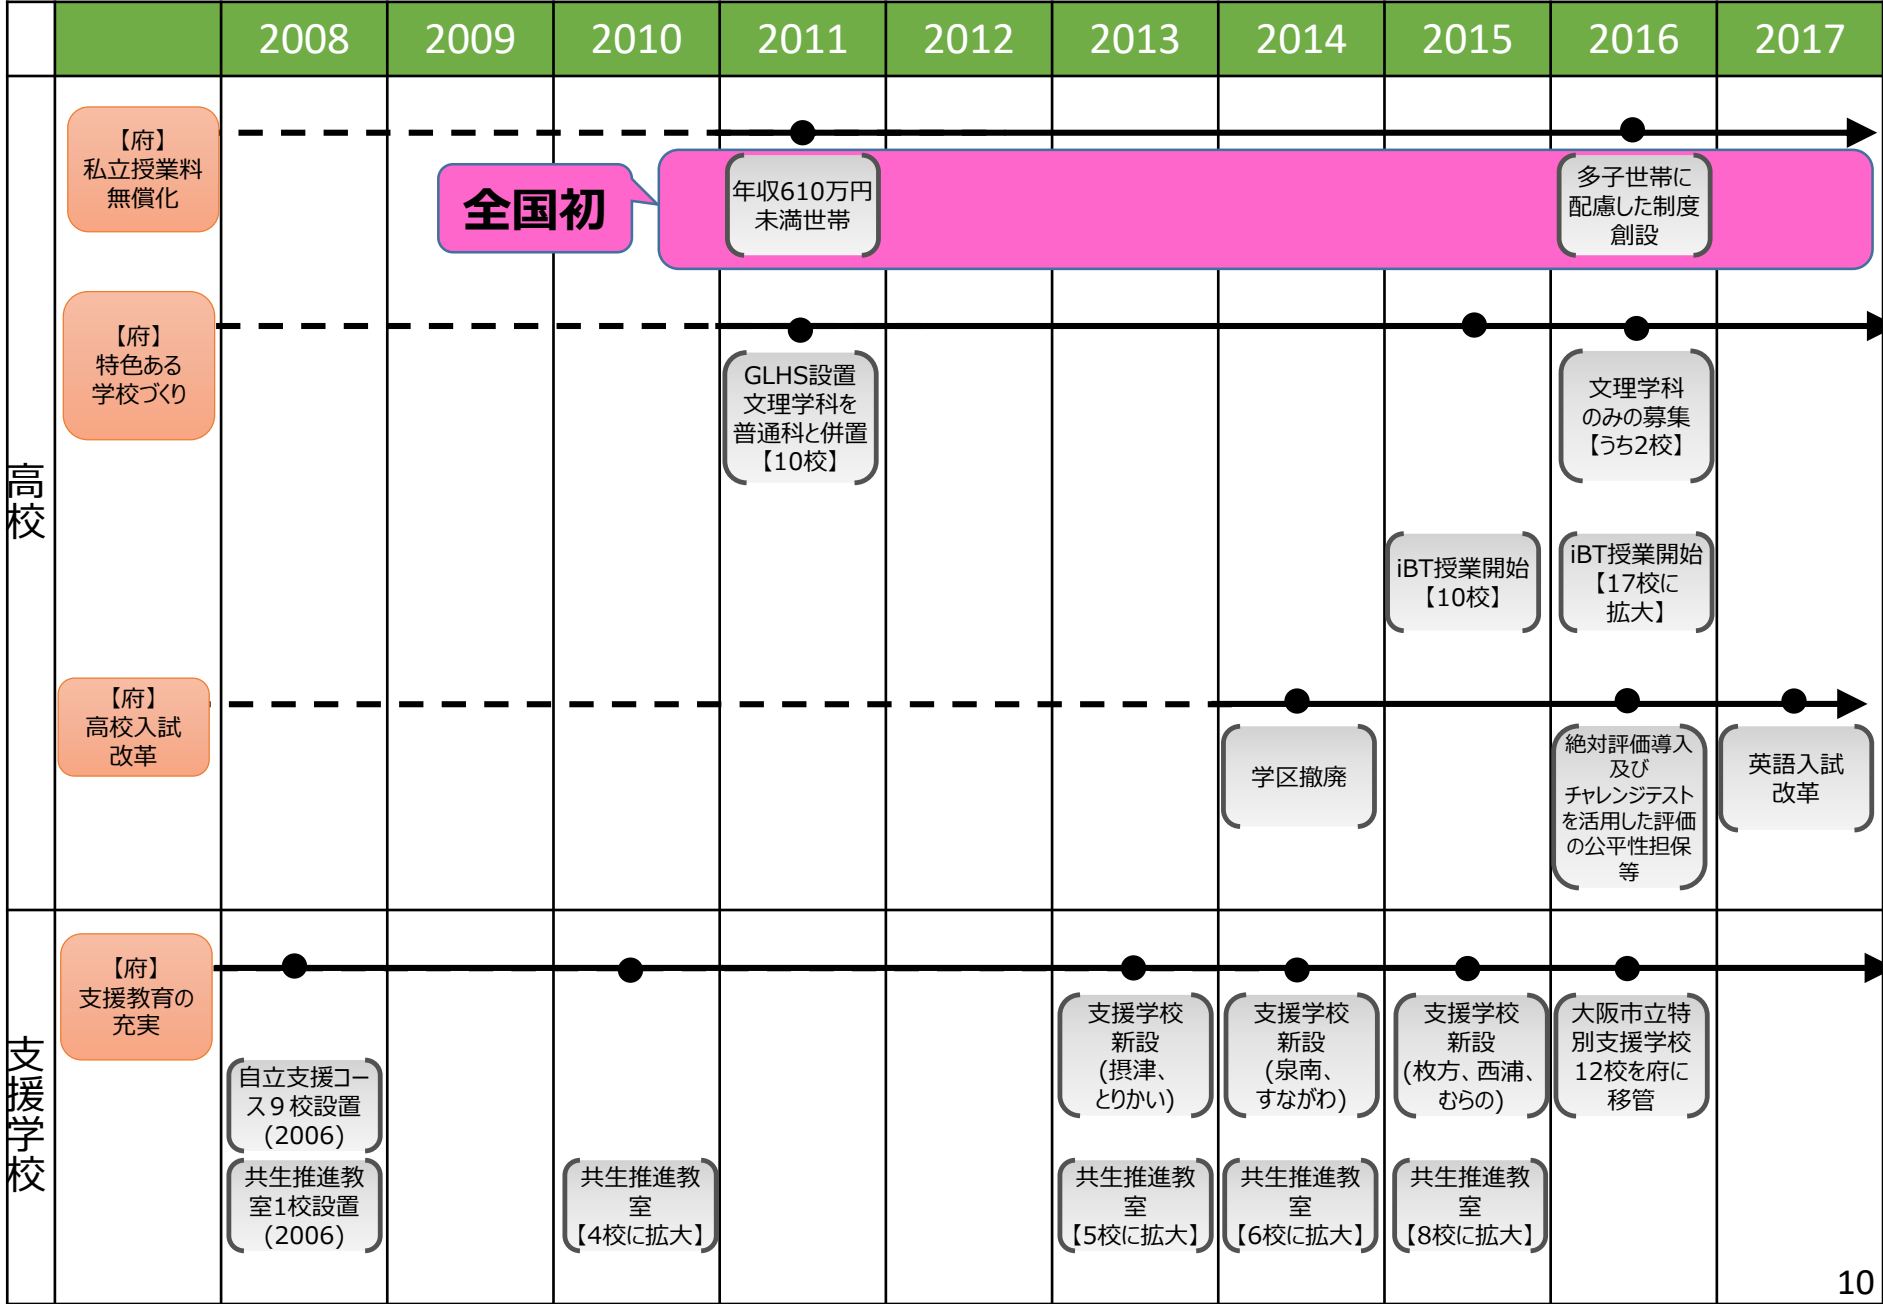 2008 2009 2010 2011 2012 2013 2014 2015 2016 2017
高校
【府】
私立授業料
無償化
全国初
年収610万円
未満世帯
多子世帯に
配慮した制度
創設
【府】
特色ある
学校づくり
GLHS設置
文理学科を
普通科と併置
【10校】
文理学科
のみの募集
【うち2校】
iBT授業開始
【10校】
iBT授業開始
【17校に
拡大】
【府】
高校入試
改革
学区撤廃
絶対評価導入
及び
チャレンジテスト
を活用した評価
の公平性担保
等
英語入試
改革
支援学校
【府】
支援教育の
充実
自立支援コー
ス９校設置
(2006)
共生推進教
室1校設置
(2006)
共生推進教
室
【4校に拡大】
支援学校
新設
(摂津、
とりかい)
共生推進教
室
【5校に拡大】
支援学校
新設
(泉南、
すながわ)
共生推進教
室
【6校に拡大】
支援学校
新設
(枚方、西浦、
むらの)
共生推進教
室
【8校に拡大】
大阪市立特
別支援学校
12校を府に
移管
10